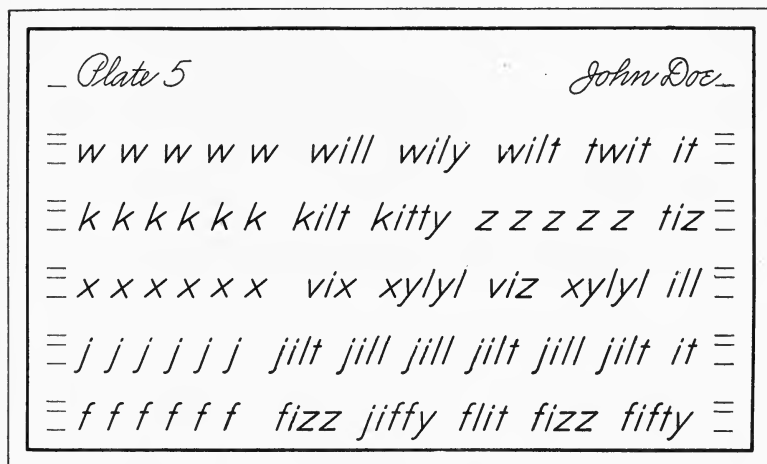 Plate 5 John Doe
w w w w w will wily wilt twit it
k k k k k k kilt kitty z z z z z tiz
x x x x x x vix xylyl viz xylyl ill
j j j j j j jilt jill jill jilt jill jilt it
f f f f f f fizz jiffy flit fizz fifty